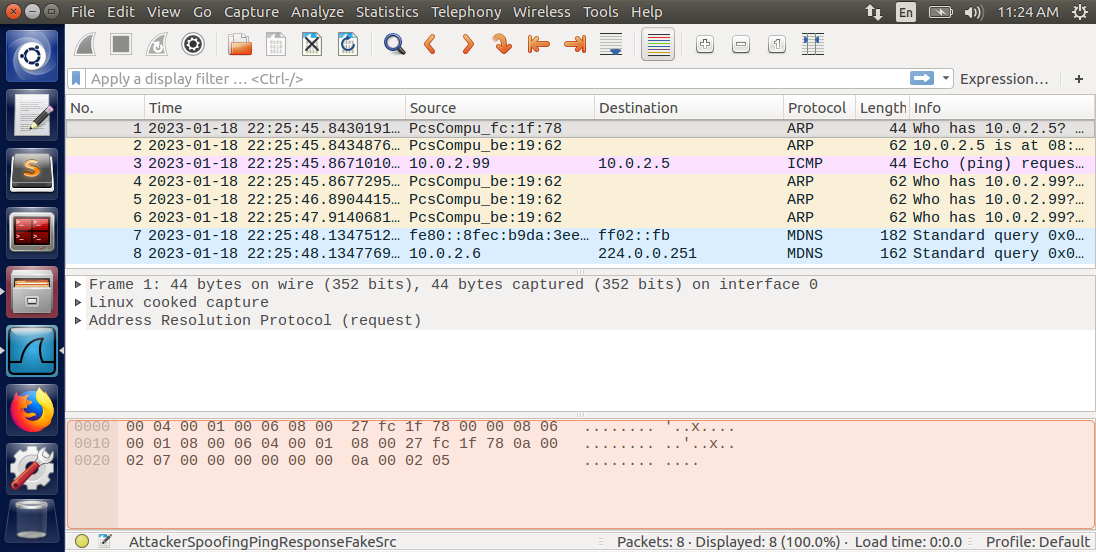 File Edit View Go Capture Analyze Statistics Telephony Wireless Tools Help En 11:24 AM
Apply a display filter … <Ctrl-/> Expression… +
No. Time Source Destination Protocol Length Info
1 2023-01-18 22:25:45.8430191… PcsCompu_fc:1f:78 ARP 44 Who has 10.0.2.5? …
2 2023-01-18 22:25:45.8434876… PcsCompu_be:19:62 ARP 62 10.0.2.5 is at 08:…
3 2023-01-18 22:25:45.8671010… 10.0.2.99 10.0.2.5 ICMP 44 Echo (ping) reques…
4 2023-01-18 22:25:45.8677295… PcsCompu_be:19:62 ARP 62 Who has 10.0.2.99?…
5 2023-01-18 22:25:46.8904415… PcsCompu_be:19:62 ARP 62 Who has 10.0.2.99?…
6 2023-01-18 22:25:47.9140681… PcsCompu_be:19:62 ARP 62 Who has 10.0.2.99?…
7 2023-01-18 22:25:48.1347512… fe80::8fec:b9da:3ee… ff02::fb MDNS 182 Standard query 0x0…
8 2023-01-18 22:25:48.1347769… 10.0.2.6 224.0.0.251 MDNS 162 Standard query 0x0…
Frame 1: 44 bytes on wire (352 bits), 44 bytes captured (352 bits) on interface 0
Linux cooked capture
Address Resolution Protocol (request)
0000 00 04 00 01 00 06 08 00 27 fc 1f 78 00 00 08 06 ........ '..x....
0010 00 01 08 00 06 04 00 01 08 00 27 fc 1f 78 0a 00 ........ ..'..x..
0020 02 07 00 00 00 00 00 00 0a 00 02 05 ........ ....
AttackerSpoofingPingResponseFakeSrc Packets: 8 · Displayed: 8 (100.0%) · Load time: 0:0.0 Profile: Default